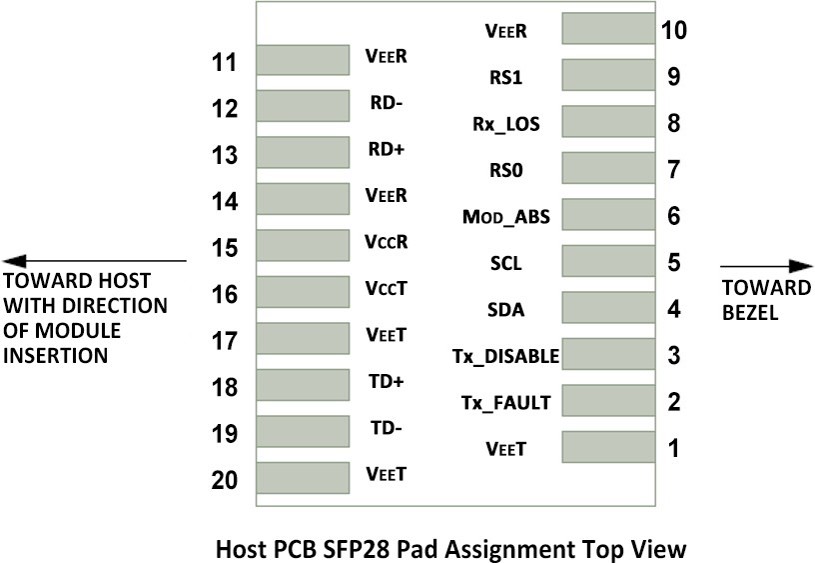 VEER 10
11 VEER
RS1 9
12 RD-
Rx_LOS 8
13 RD+
RS0 7
14 VEER
MOD_ABS 6
15 VCCR
SCL 5
16 VCCT
SDA 4
17 VEET
Tx_DISABLE 3
18 TD+
Tx_FAULT 2
19 TD-
VEET 1
20 VEET
TOWARD HOST
WITH DIRECTION
OF MODULE
INSERTION
TOWARD
BEZEL
Host PCB SFP28 Pad Assignment Top View